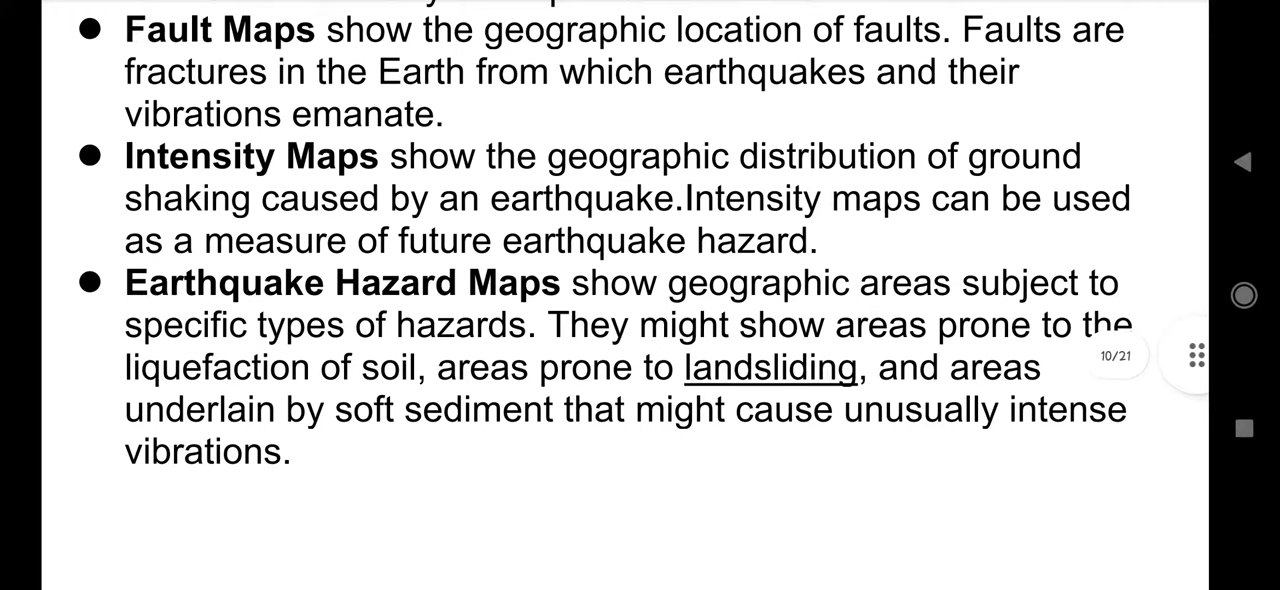 ● Fault Maps show the geographic location of faults. Faults are
fractures in the Earth from which earthquakes and their
vibrations emanate.
● Intensity Maps show the geographic distribution of ground
shaking caused by an earthquake.Intensity maps can be used
as a measure of future earthquake hazard.
● Earthquake Hazard Maps show geographic areas subject to
specific types of hazards. They might show areas prone to the
10/21
liquefaction of soil, areas prone to landsliding, and areas
underlain by soft sediment that might cause unusually intense
vibrations.